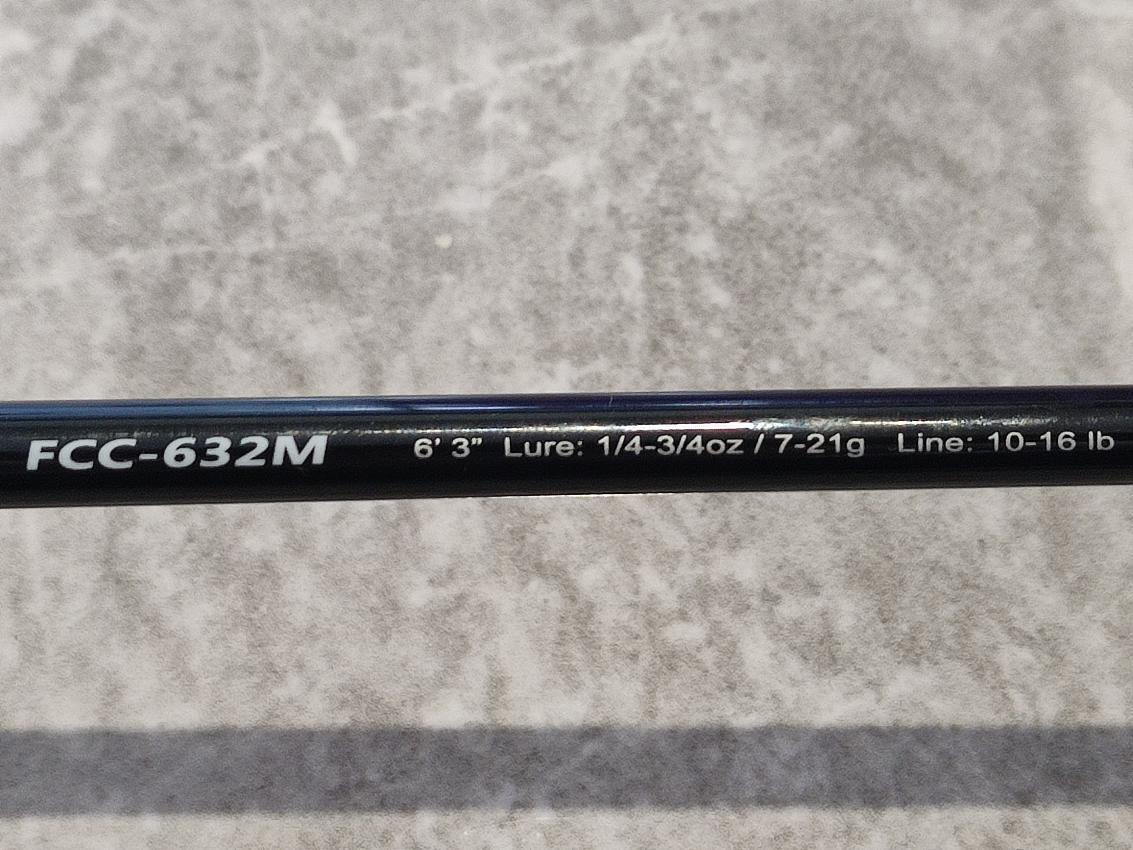 FCC-632M 6' 3" Lure: 1/4-3/4oz / 7-21g Line: 10-16 lb